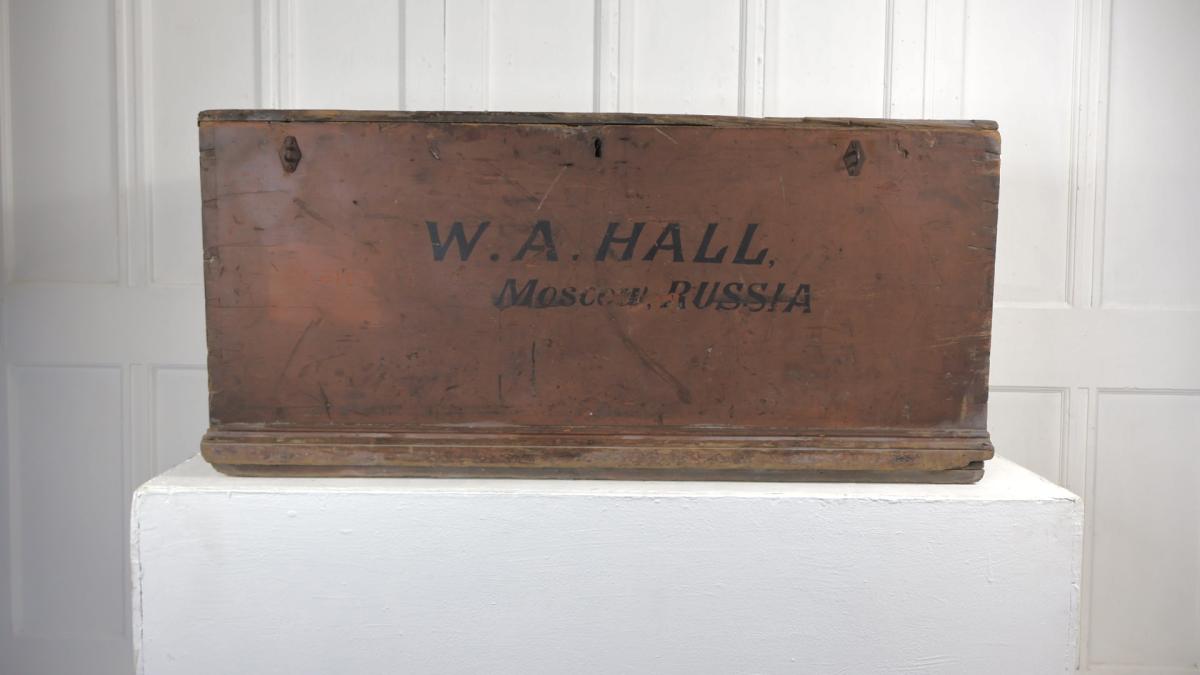 W. A. HALL,
Moscow, RUSSIA